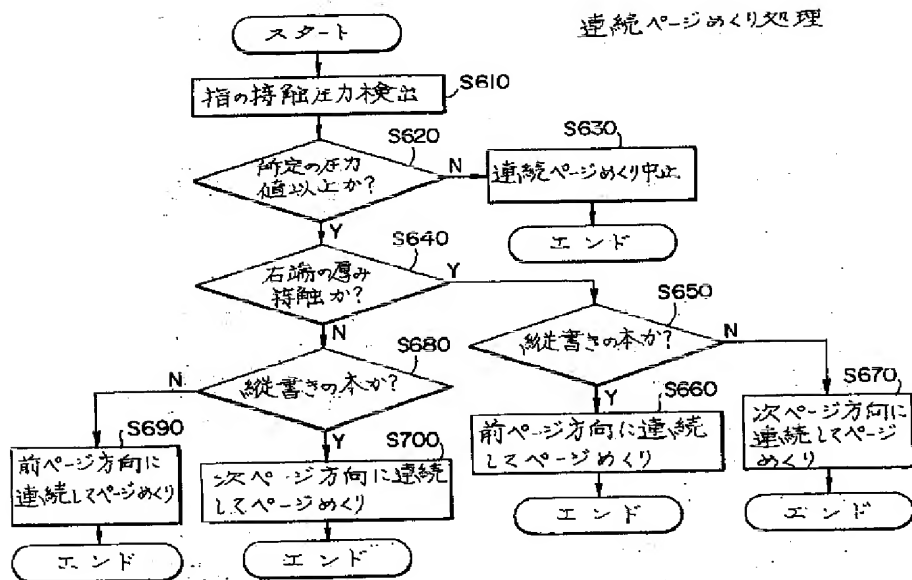 連続ページめくり処理
スタート
指の接触圧力検出
S610
S620
所定の圧力
値以上か?
N
S630
連続ページめくり中止
エンド
Y
S640
右端の厚み
接触か?
Y
N
S650
縦書きの本か?
N
Y
S680
縦書きの本か?
N
Y
S660
前ページ方向に連続
してページめくり
エンド
S670
次ページ方向に
連続してページ
めくり
エンド
S690
前ページ方向に
連続してページめくり
エンド
S700
次ページ方向に連続
してページめくり
エンド